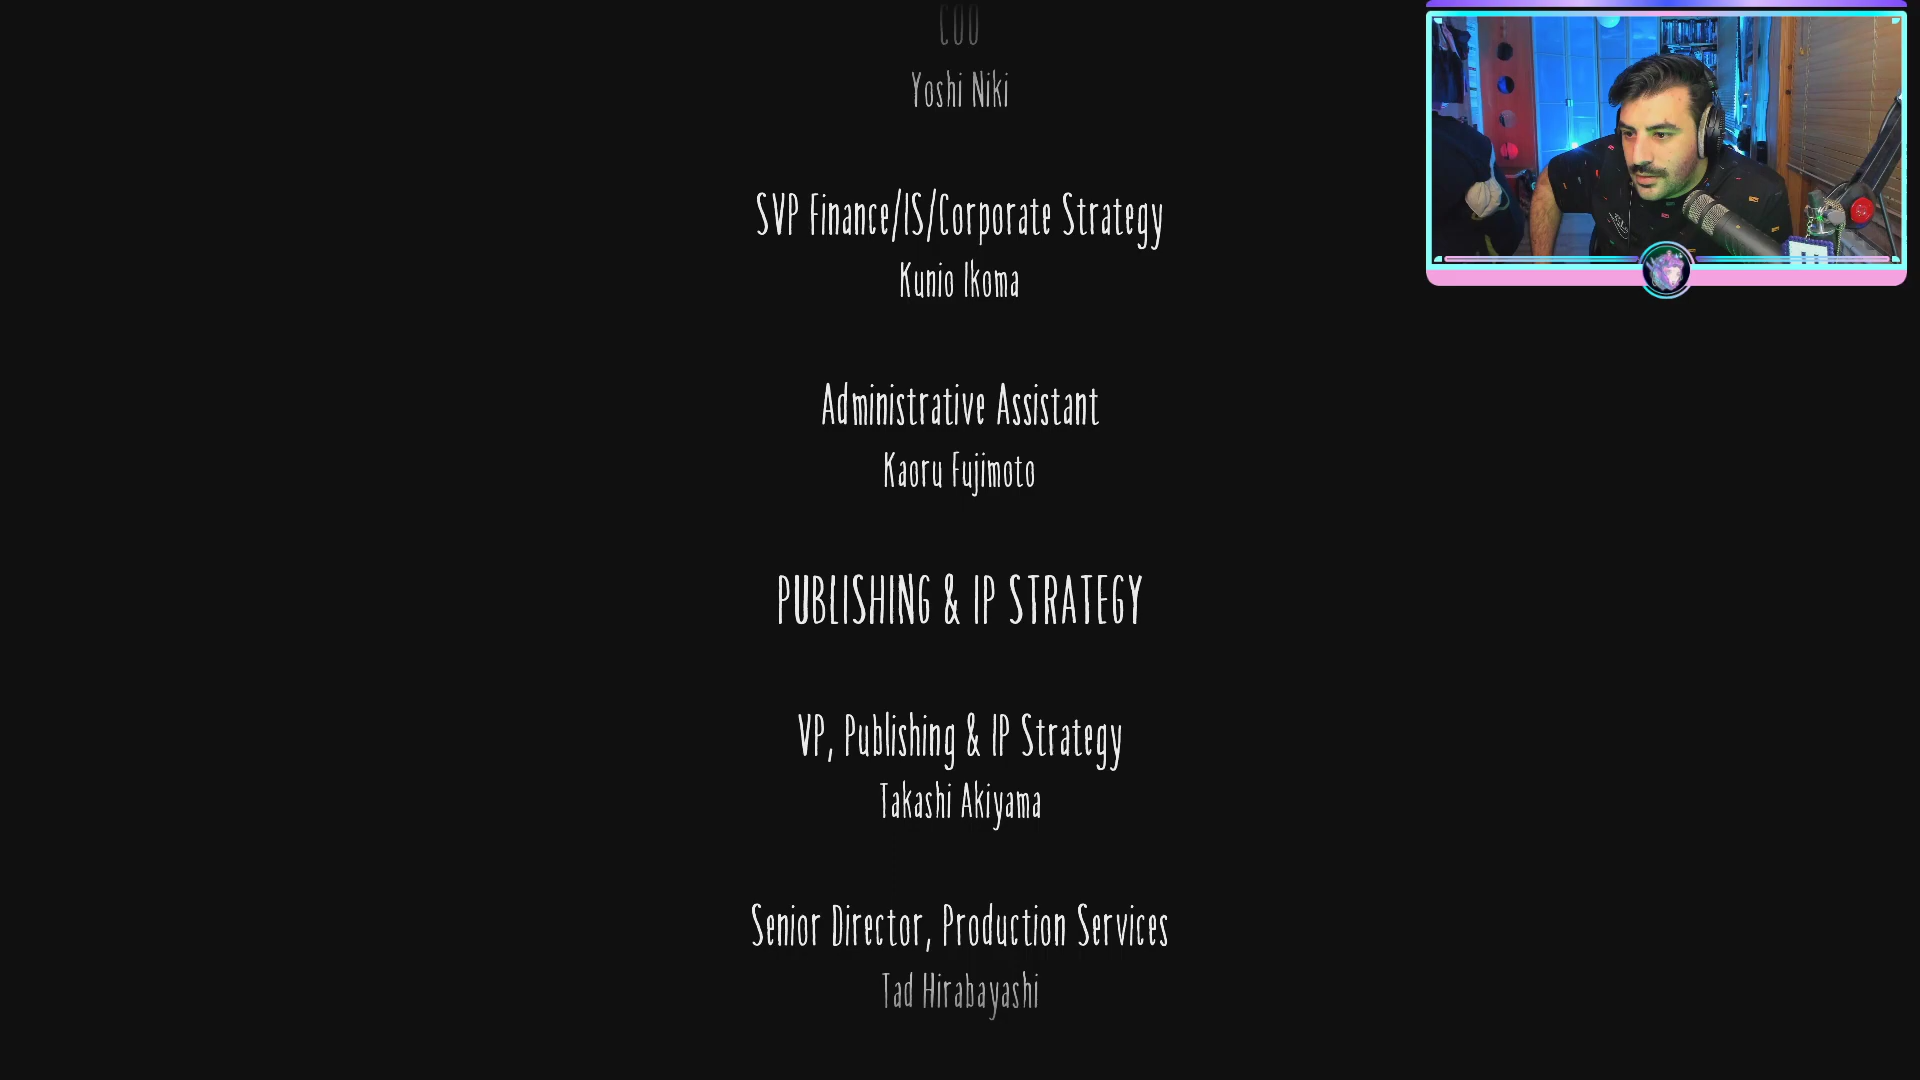 COO
Yoshi Niki
SVP Finance/IS/Corporate Strategy
Kunio Ikoma
Administrative Assistant
Kaoru Fujimoto
PUBLISHING & IP STRATEGY
VP, Publishing & IP Strategy
Takashi Akiyama
Senior Director, Production Services
Tad Hirabayashi